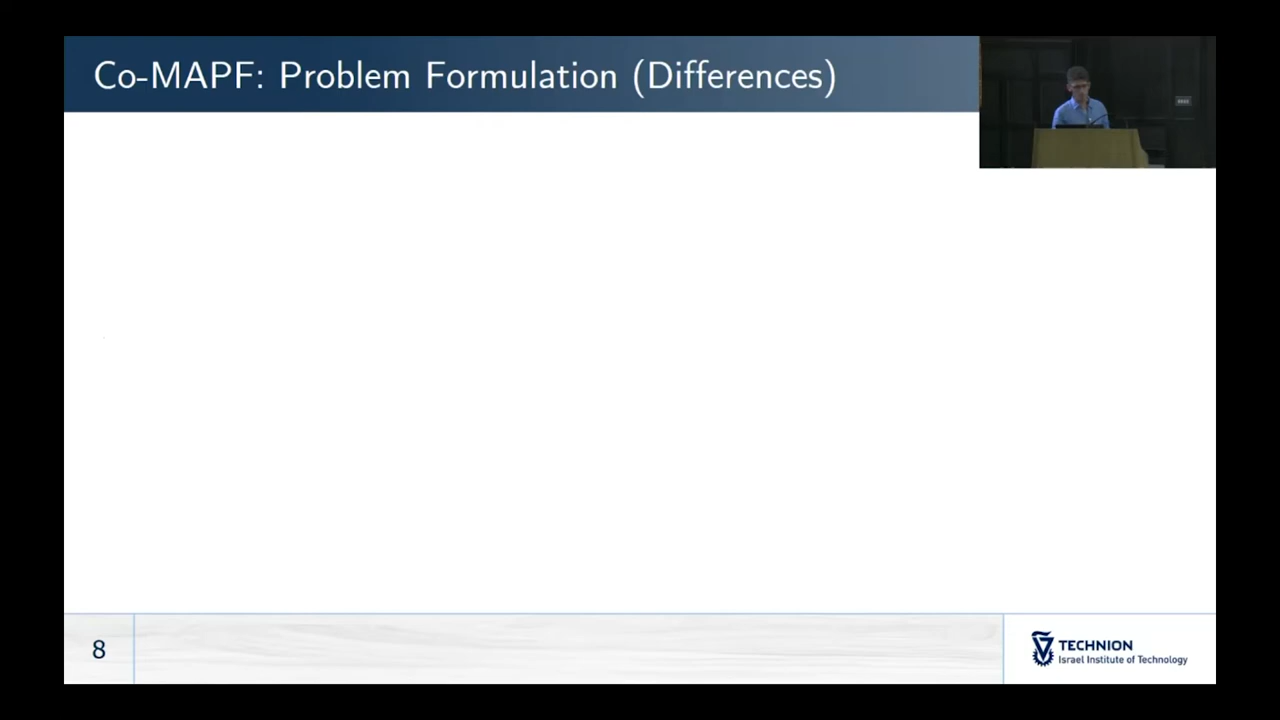 Co-MAPF: Problem Formulation (Differences)
8
TECHNION
Israel Institute of Technology